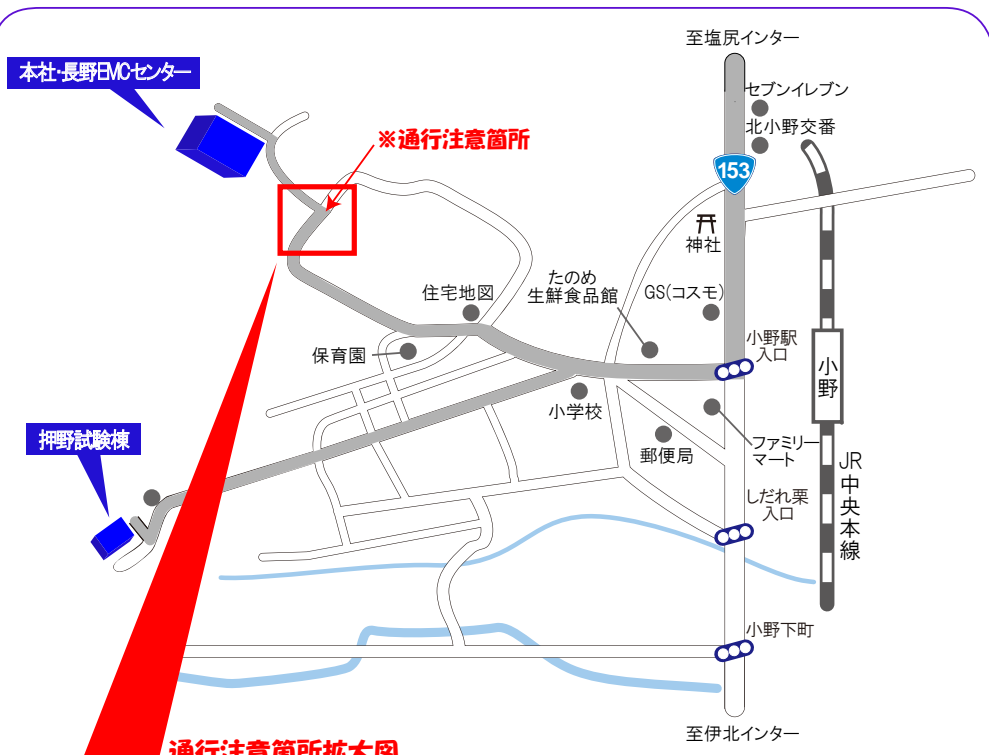 至塩尻インター
本社・長野EMCセンター
セブンイレブン
北小野交番
※通行注意箇所
153
神社
たのめ
生鮮食品館
住宅地図
GS(コスモ)
小野駅
入口
保育園
小野
小学校
押野試験棟
郵便局
ファミリー
マート
JR中央本線
しだれ栗
入口
小野下町
至伊北インター
通行注意箇所拡大図